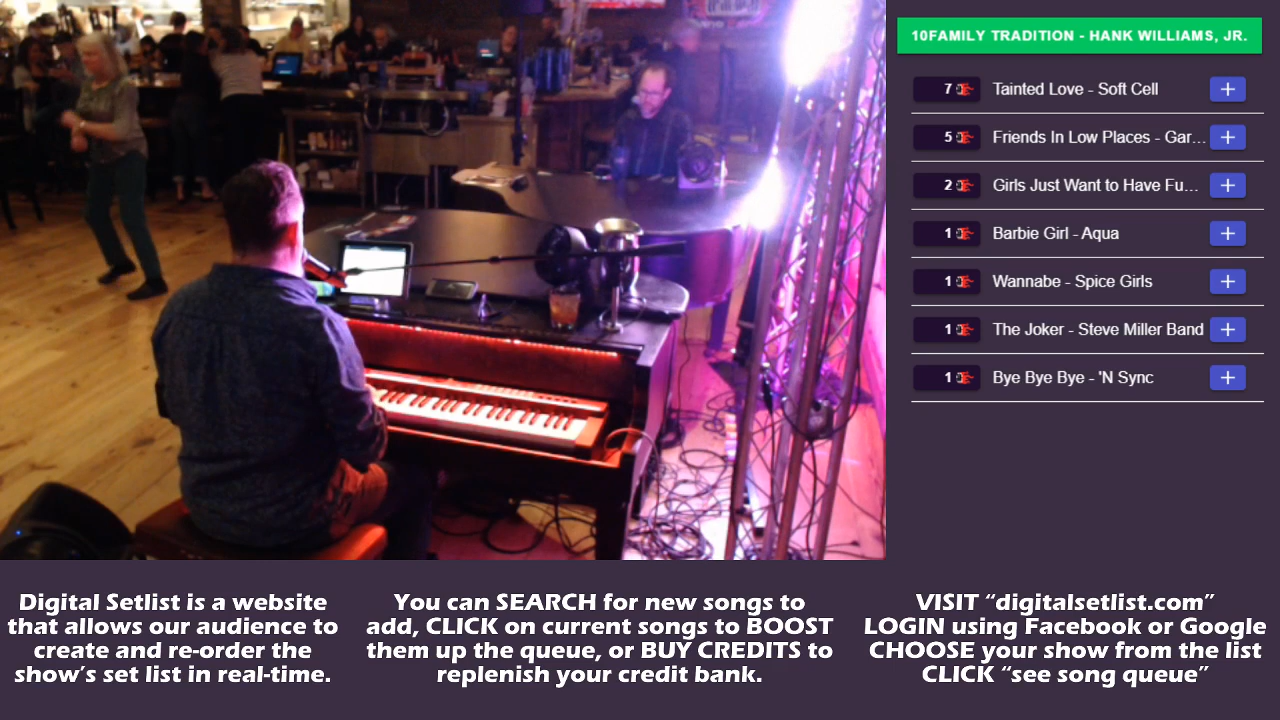 10FAMILY TRADITION - HANK WILLIAMS, JR.
7 Tainted Love - Soft Cell +
5 Friends In Low Places - Gar... +
2 Girls Just Want to Have Fu... +
1 Barbie Girl - Aqua +
1 Wannabe - Spice Girls +
1 The Joker - Steve Miller Band +
1 Bye Bye Bye - 'N Sync +
Digital Setlist is a website
that allows our audience to
create and re-order the
show's set list in real-time.
You can SEARCH for new songs to
add, CLICK on current songs to BOOST
them up the queue, or BUY CREDITS to
replenish your credit bank.
VISIT “digitalsetlist.com”
LOGIN using Facebook or Google
CHOOSE your show from the list
CLICK “see song queue”